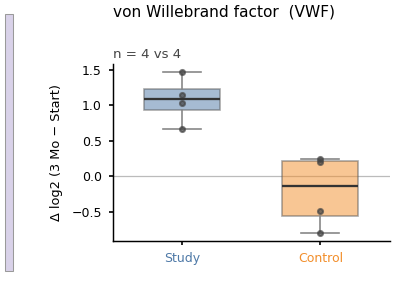 von Willebrand factor  (VWF)
n = 4 vs 4
Δ log2 (3 Mo − Start)
1.5
1.0
0.5
0.0
−0.5
Study
Control